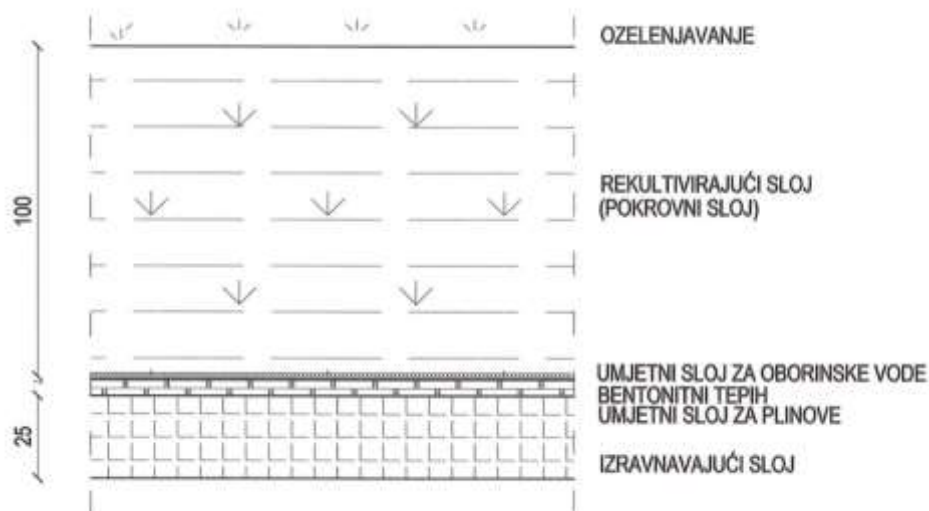 OZELENJAVANJE
100
REKULTIVIRAJUĆI SLOJ
(POKROVNI SLOJ)
UMJETNI SLOJ ZA OBORINSKE VODE
BENTONITNI TEPIH
UMJETNI SLOJ ZA PLINOVE
25
IZRAVNAVAJUĆI SLOJ